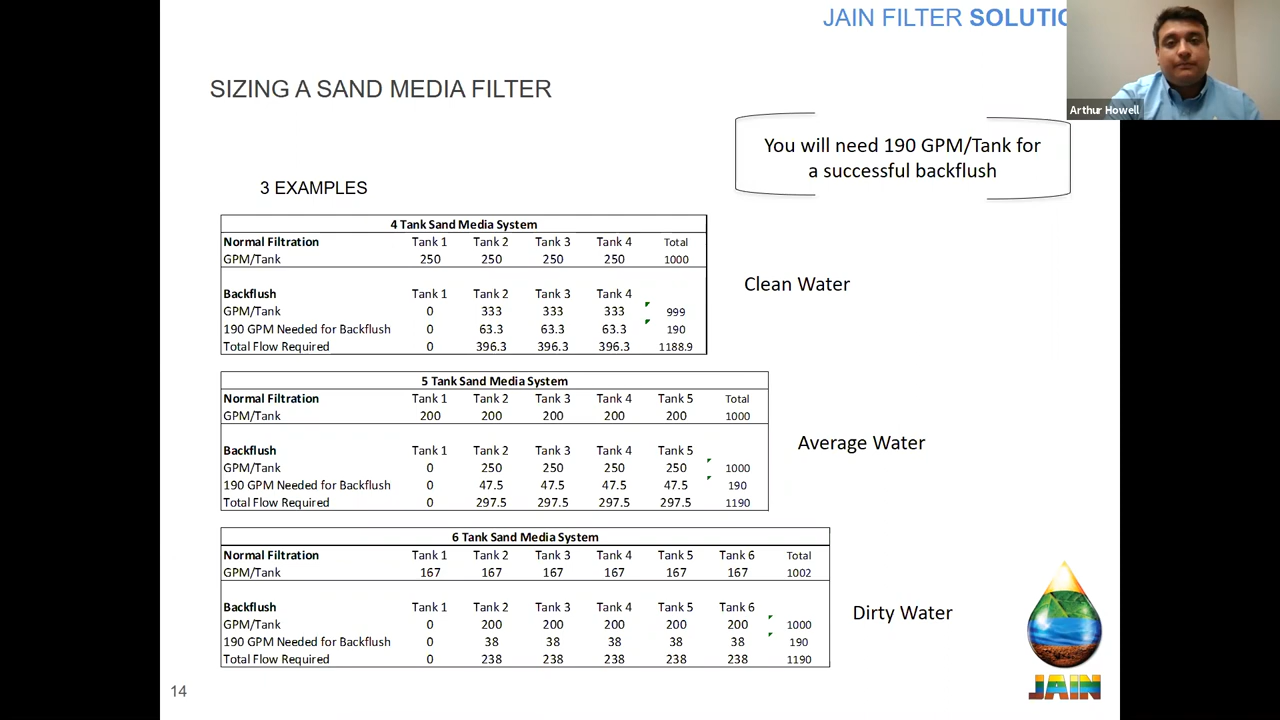 JAIN FILTER SOLUTIO
Arthur Howell
SIZING A SAND MEDIA FILTER
You will need 190 GPM/Tank for
a successful backflush
3 EXAMPLES
4 Tank Sand Media System
Normal Filtration Tank 1 Tank 2 Tank 3 Tank 4 Total
GPM/Tank 250 250 250 250 1000
Backflush Tank 1 Tank 2 Tank 3 Tank 4
GPM/Tank 0 333 333 333 999
190 GPM Needed for Backflush 0 63.3 63.3 63.3 190
Total Flow Required 0 396.3 396.3 396.3 1188.9
Clean Water
5 Tank Sand Media System
Normal Filtration Tank 1 Tank 2 Tank 3 Tank 4 Tank 5 Total
GPM/Tank 200 200 200 200 200 1000
Backflush Tank 1 Tank 2 Tank 3 Tank 4 Tank 5
GPM/Tank 0 250 250 250 250 1000
190 GPM Needed for Backflush 0 47.5 47.5 47.5 47.5 190
Total Flow Required 0 297.5 297.5 297.5 297.5 1190
Average Water
6 Tank Sand Media System
Normal Filtration Tank 1 Tank 2 Tank 3 Tank 4 Tank 5 Tank 6 Total
GPM/Tank 167 167 167 167 167 167 1002
Backflush Tank 1 Tank 2 Tank 3 Tank 4 Tank 5 Tank 6
GPM/Tank 0 200 200 200 200 200 1000
190 GPM Needed for Backflush 0 38 38 38 38 38 190
Total Flow Required 0 238 238 238 238 238 1190
Dirty Water
JAIN
14